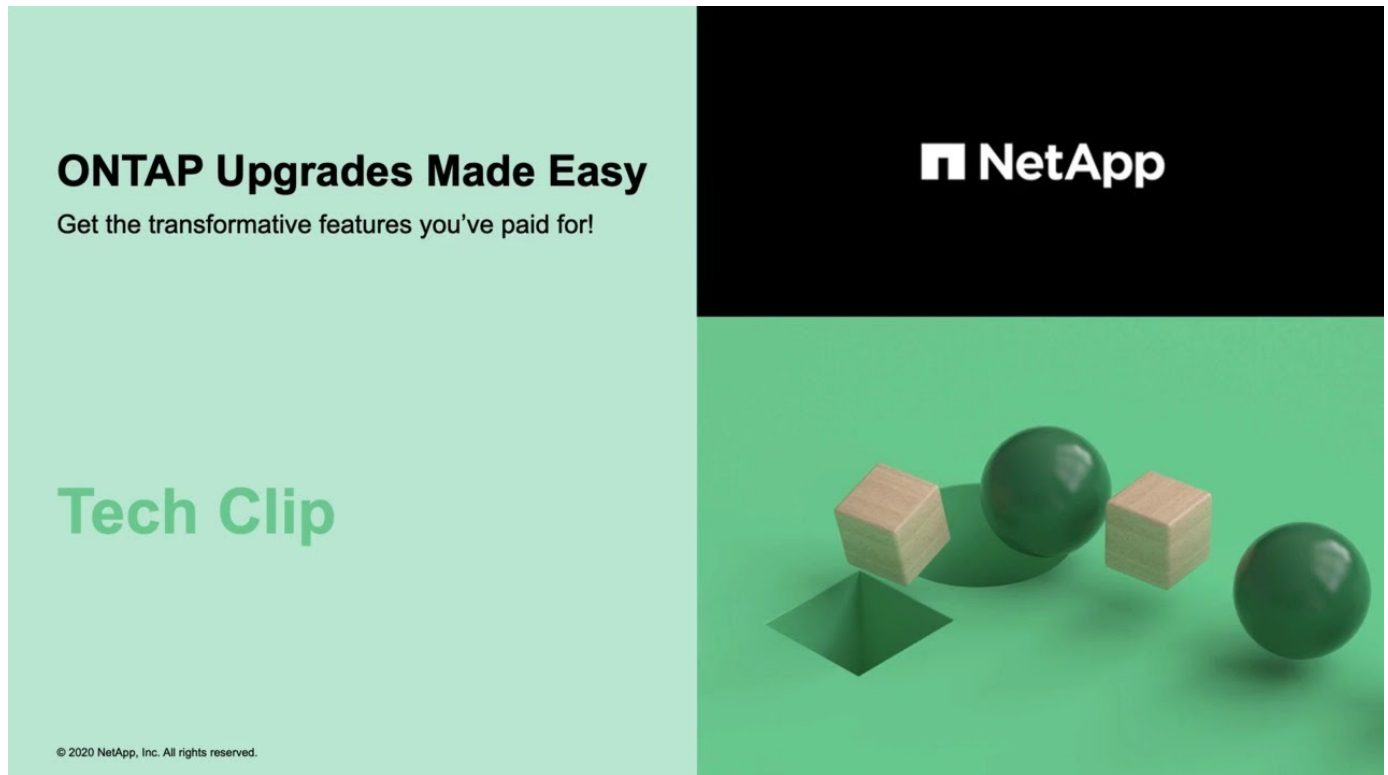 ONTAP Upgrades Made Easy
Get the transformative features you’ve paid for!
NetApp
Tech Clip
© 2020 NetApp, Inc. All rights reserved.